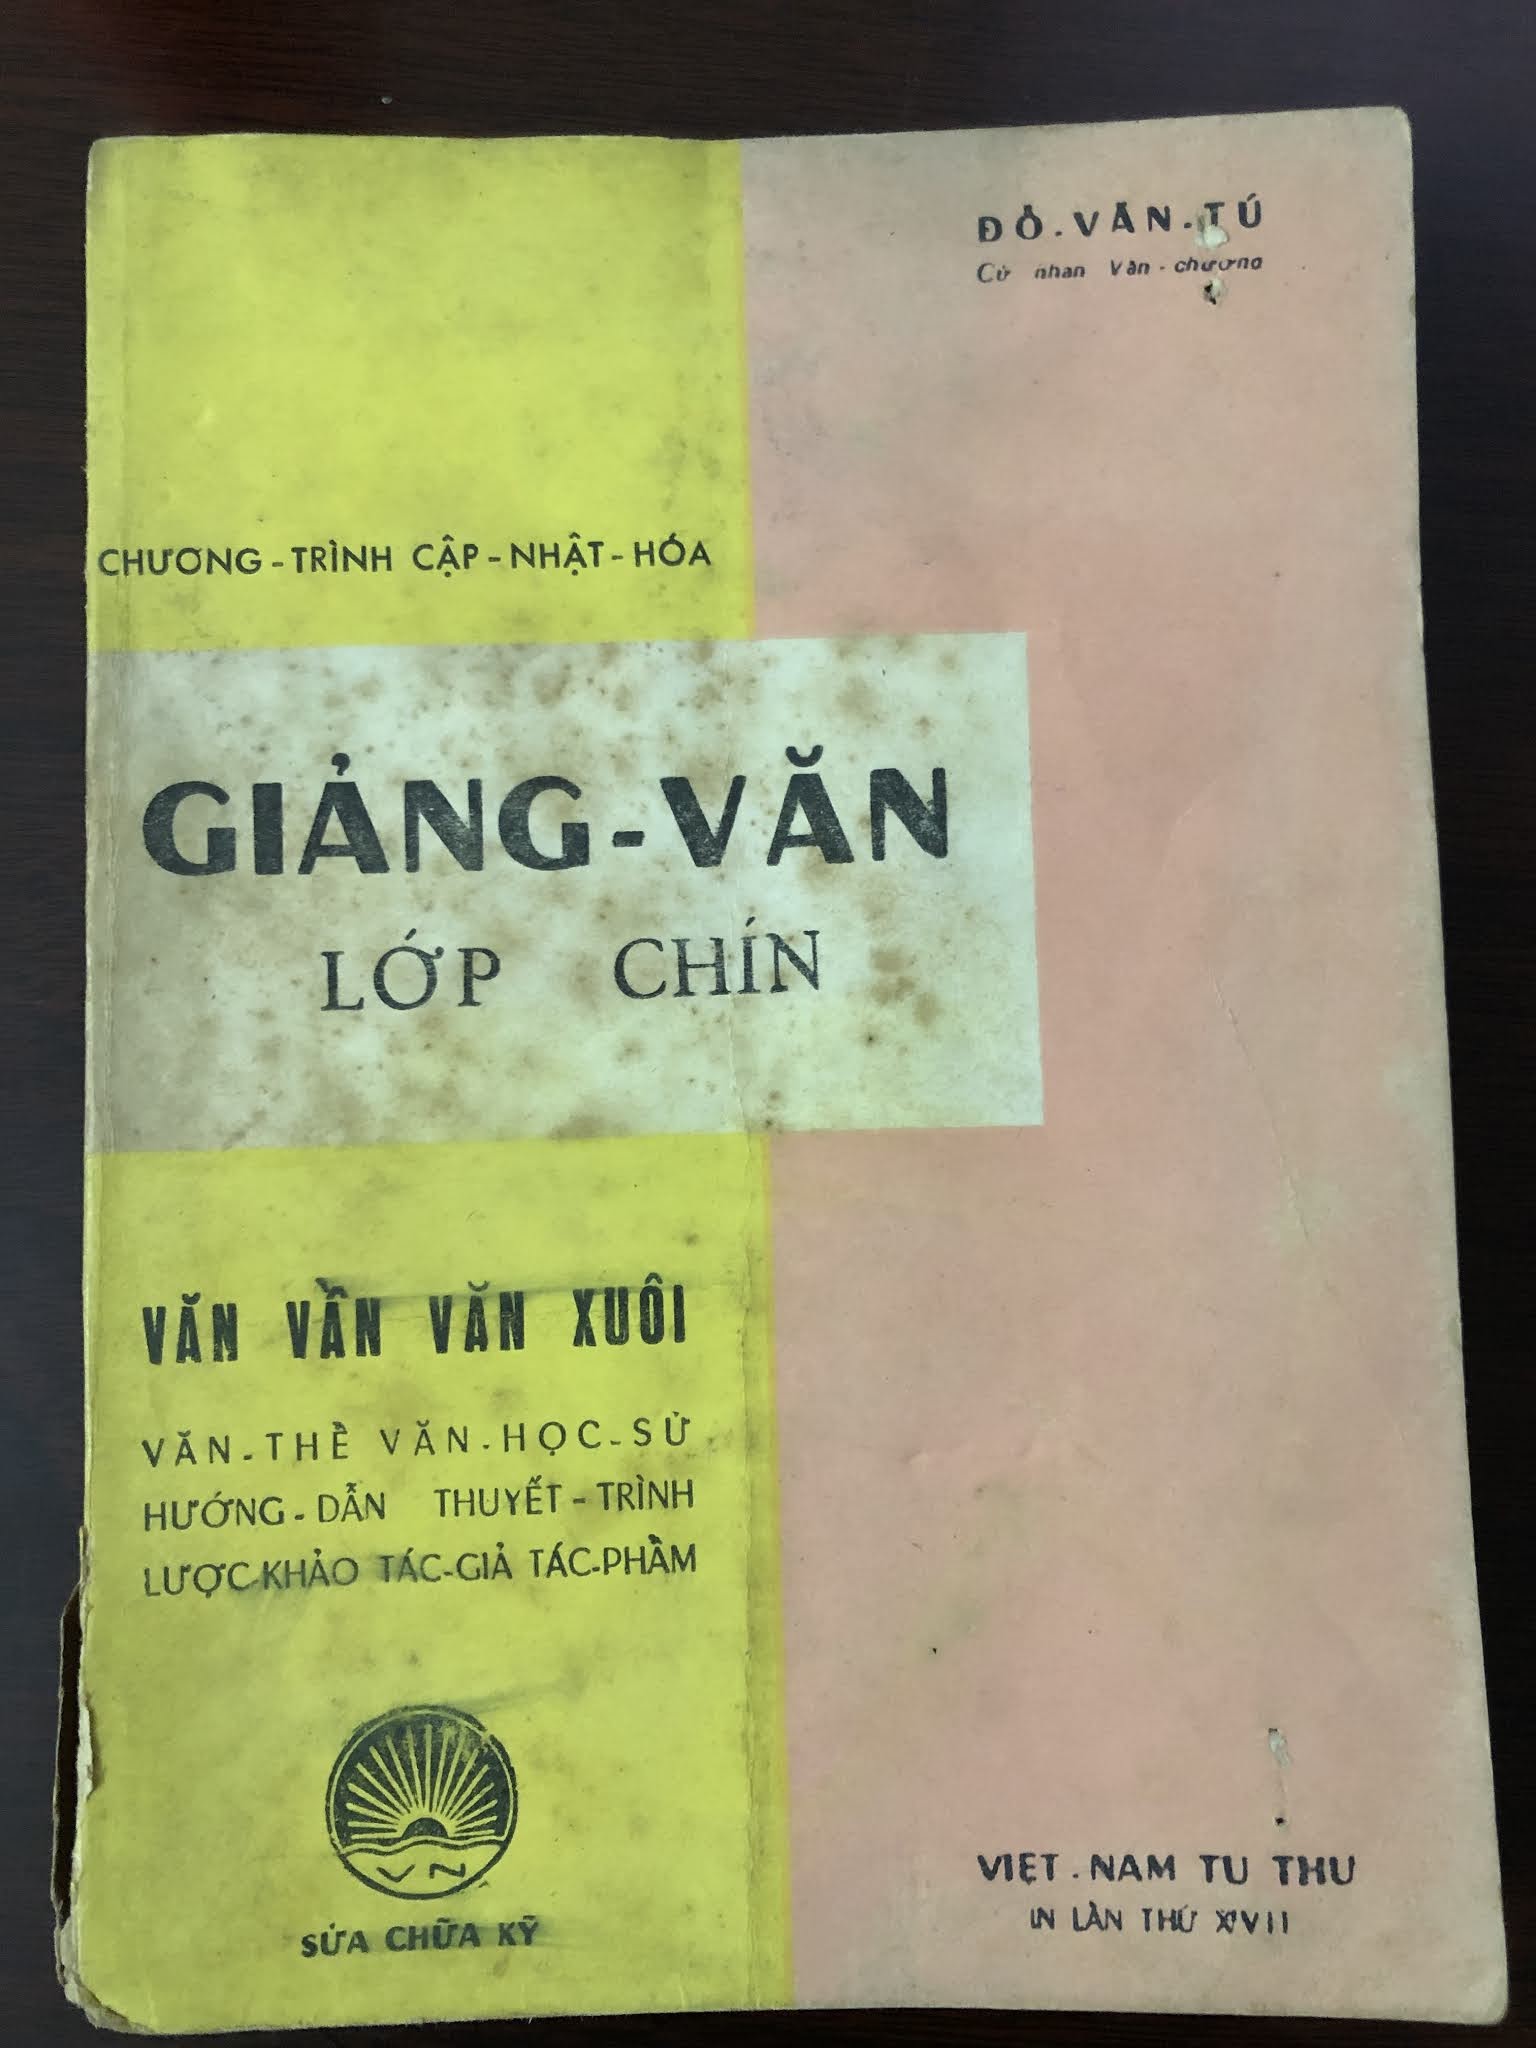 ĐỖ.VĂN.TÚ
Cử nhan Văn-chương
CHƯƠNG-TRÌNH CẬP-NHẬT-HÓA
GIẢNG-VĂN
LỚP CHÍN
VĂN VẦN VĂN XUÔI
VĂN.THỂ VĂN.HỌC-SỬ
HƯỚNG-DẪN THUYẾT-TRÌNH
LƯỢC-KHẢO TÁC-GIẢ TÁC-PHẨM
VN
SỬA CHỮA KỸ
VIỆT.NAM TU THU
IN LẦN THỨ